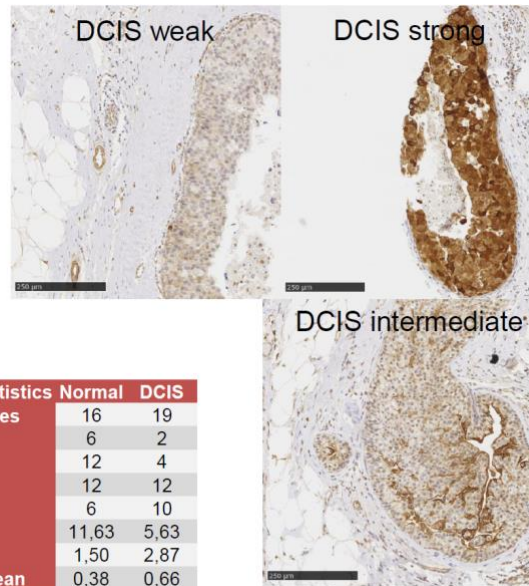 DCIS weak
DCIS strong
250 µm
250 µm
DCIS intermediate
Normal DCIS
16 19
6 2
12 4
12 12
6 10
11,63 5,63
1,50 2,87
0.38 0.66
250 µm